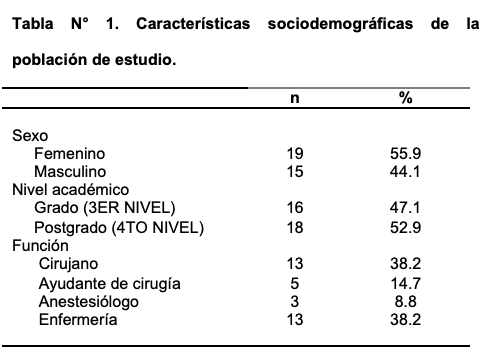 Tabla N° 1. Características sociodemográficas de la
población de estudio.
n %
Sexo
Femenino 19 55.9
Masculino 15 44.1
Nivel académico
Grado (3ER NIVEL) 16 47.1
Postgrado (4TO NIVEL) 18 52.9
Función
Cirujano 13 38.2
Ayudante de cirugía 5 14.7
Anestesiólogo 3 8.8
Enfermería 13 38.2